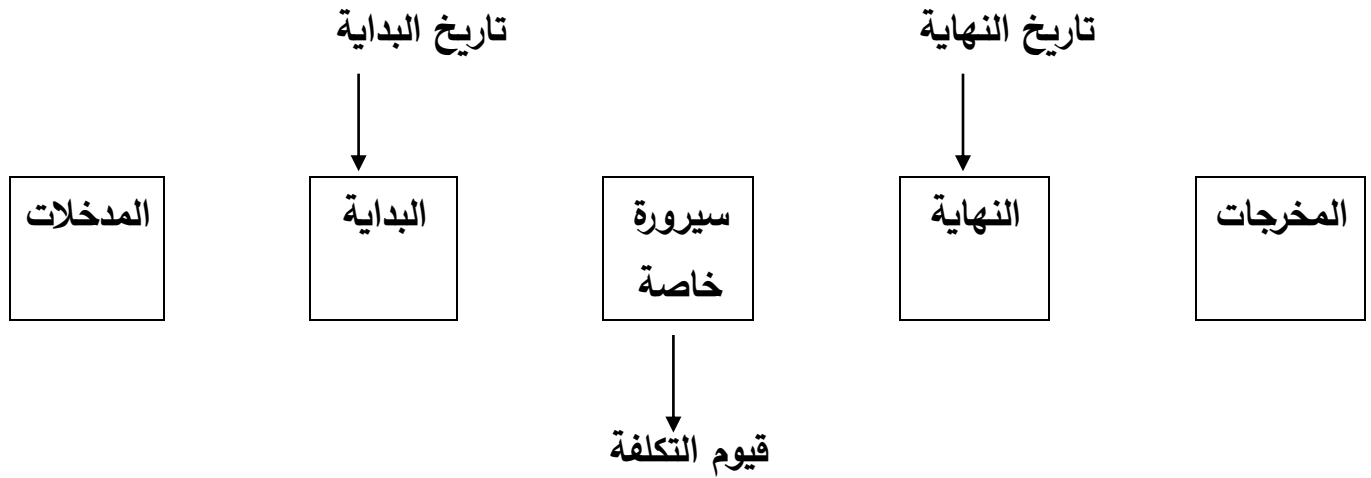 تاريخ النهاية
تاريخ البداية
المخرجات
النهاية
سيرورة
خاصة
البداية
المدخلات
قيوم التكلفة